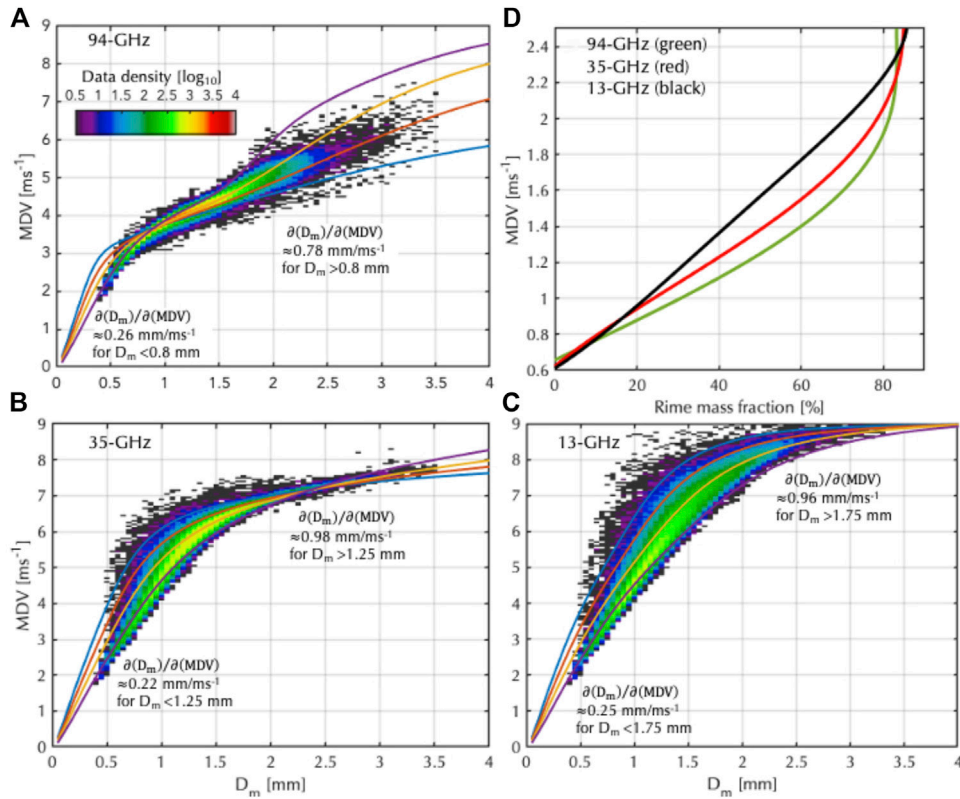 A
94-GHz
Data density [log10]
0.5 1 1.5 2 2.5 3 3.5 4
9
8
7
6
5
4
3
2
1
0
MDV [ms-1]
∂(Dm)/∂(MDV)
≈0.78 mm/ms-1
for Dm >0.8 mm
∂(Dm)/∂(MDV)
≈0.26 mm/ms-1
for Dm <0.8 mm
0 0.5 1 1.5 2 2.5 3 3.5 4
D
94-GHz (green)
35-GHz (red)
13-GHz (black)
2.4
2.2
2
1.8
1.6
1.4
1.2
1
0.8
0.6
MDV [ms-1]
0 20 40 60 80
Rime mass fraction [%]
B
35-GHz
9
8
7
6
5
4
3
2
1
0
MDV [ms-1]
∂(Dm)/∂(MDV)
≈0.98 mm/ms-1
for Dm >1.25 mm
∂(Dm)/∂(MDV)
≈0.22 mm/ms-1
for Dm <1.25 mm
0 0.5 1 1.5 2 2.5 3 3.5 4
Dm [mm]
C
13-GHz
9
8
7
6
5
4
3
2
1
0
∂(Dm)/∂(MDV)
≈0.96 mm/ms-1
for Dm >1.75 mm
∂(Dm)/∂(MDV)
≈0.25 mm/ms-1
for Dm <1.75 mm
0 0.5 1 1.5 2 2.5 3 3.5 4
Dm [mm]